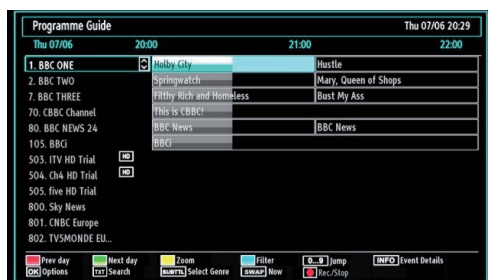 Programme Guide Thu 07/06 20:29
Thu 07/06 20:00 21:00 22:00
1. BBC ONE Holby City Hustle
2. BBC TWO Springwatch Mary, Queen of Shops
7. BBC THREE Filthy Rich and Homeless Bust My Ass
70. CBBC Channel This is CBBC!
80. BBC NEWS 24 BBC News BBC News
105. BBCi BBCi
503. ITV HD Trial HD
504. Ch4 HD Trial HD
505. five HD Trial
800. Sky News
801. CNBC Europe
802. TV5MONDE EU...
Prev day Next day Zoom Filter 0...9 Jump INFO Event Details
OK Options TXT Search SUBTTL Select Genre SWAP Now Rec/Stop